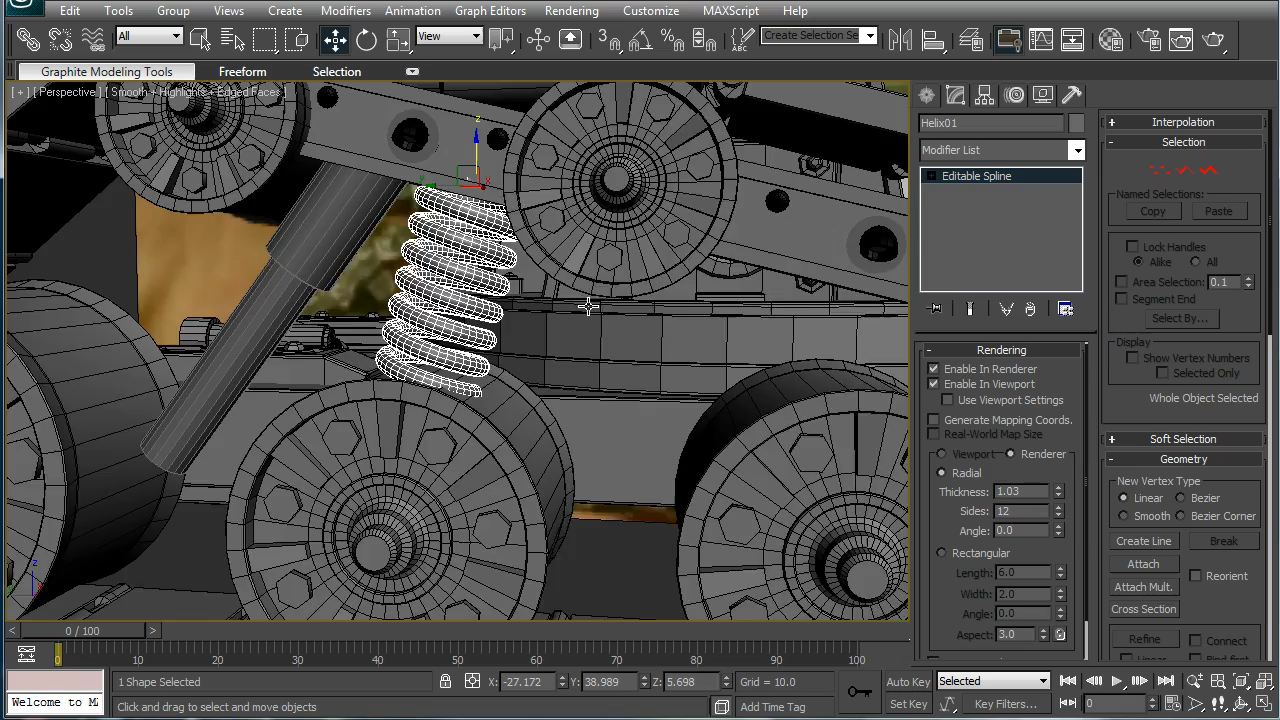 Edit Tools Group Views Create Modifiers Animation Graph Editors Rendering Customize MAXScript Help
All View 3 Create Selection Se
Graphite Modeling Tools Freeform Selection
[ + ] [ Perspective ] [ Smooth + Highlights + Edged Faces ]
Helix01
Modifier List
Editable Spline
- Rendering
Enable In Renderer
Enable In Viewport
Use Viewport Settings
Generate Mapping Coords.
Real-World Map Size
Viewport Renderer
Radial
Thickness: 1.03
Sides: 12
Angle: 0.0
Rectangular
Length: 6.0
Width: 2.0
Angle: 0.0
Aspect: 3.0
+ Interpolation
- Selection
Named Selections:
Copy Paste
Lock Handles
Alike All
Area Selection: 0.1
Segment End
Select By...
Display
Show Vertex Numbers
Selected Only
Whole Object Selected
+ Soft Selection
- Geometry
New Vertex Type
Linear Bezier
Smooth Bezier Corner
Create Line Break
Attach Reorient
Attach Mult.
Cross Section
Refine Connect
z
x
z
< 0 / 100 >
0 10 20 30 40 50 60 70 80 90 100
1 Shape Selected X: -27.172 Y: 38.989 Z: 5.698 Grid = 10.0 Auto Key Selected
Welcome to M Click and drag to select and move objects Add Time Tag Set Key Key Filters... 0